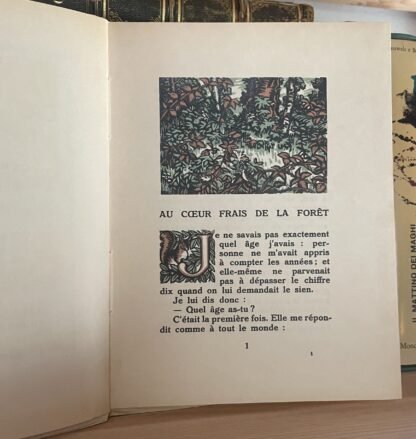 AU CŒUR FRAIS DE LA FORÊT
Je ne savais pas exactement
quel âge j'avais : per-
sonne ne m'avait appris
à compter les années ; et
elle-même ne parvenait
pas à dépasser le chiffre
dix quand on lui demandait le sien.
Je lui dis donc :
— Quel âge as-tu ?
C'était la première fois. Elle me répon-
dit comme à tout le monde :
1
1
IL MATTINO DEI MAGHI